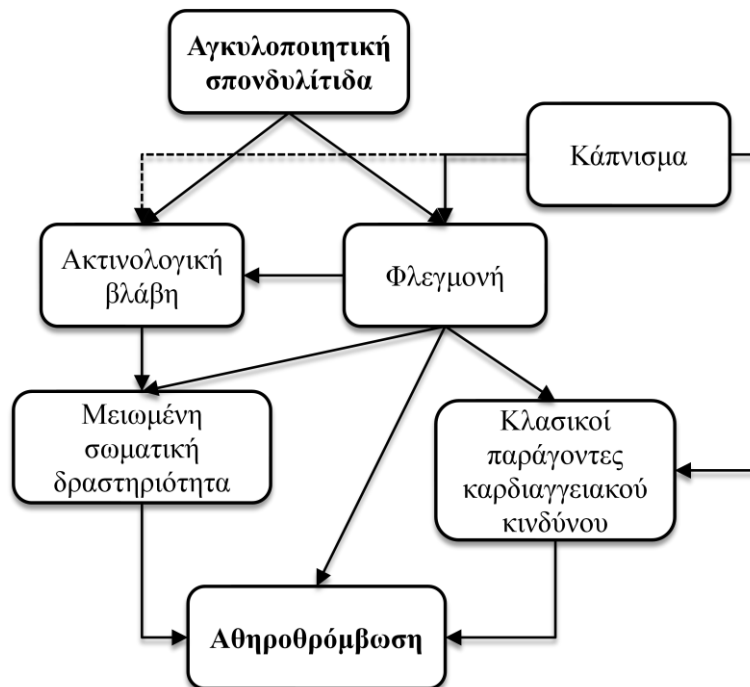 Αγκυλοποιητική
σπονδυλίτιδα
Κάπνισμα
Ακτινολογική
βλάβη
Φλεγμονή
Μειωμένη
σωματική
δραστηριότητα
Κλασικοί
παράγοντες
καρδιαγγειακού
κινδύνου
Αθηροθρόμβωση